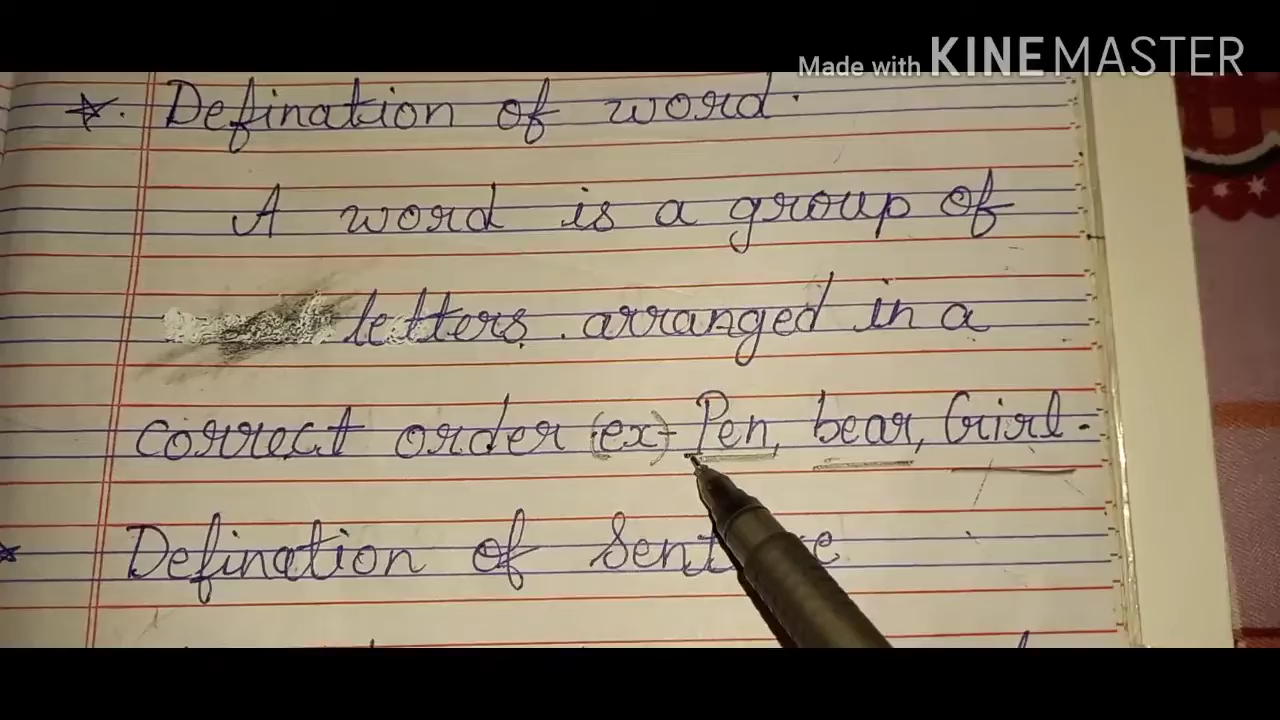 Made with KINEMASTER
☆. Defination of word.
A word is a group of
letters. arranged in a
correct order (ex)- Pen, bear, Girl.
Defination of